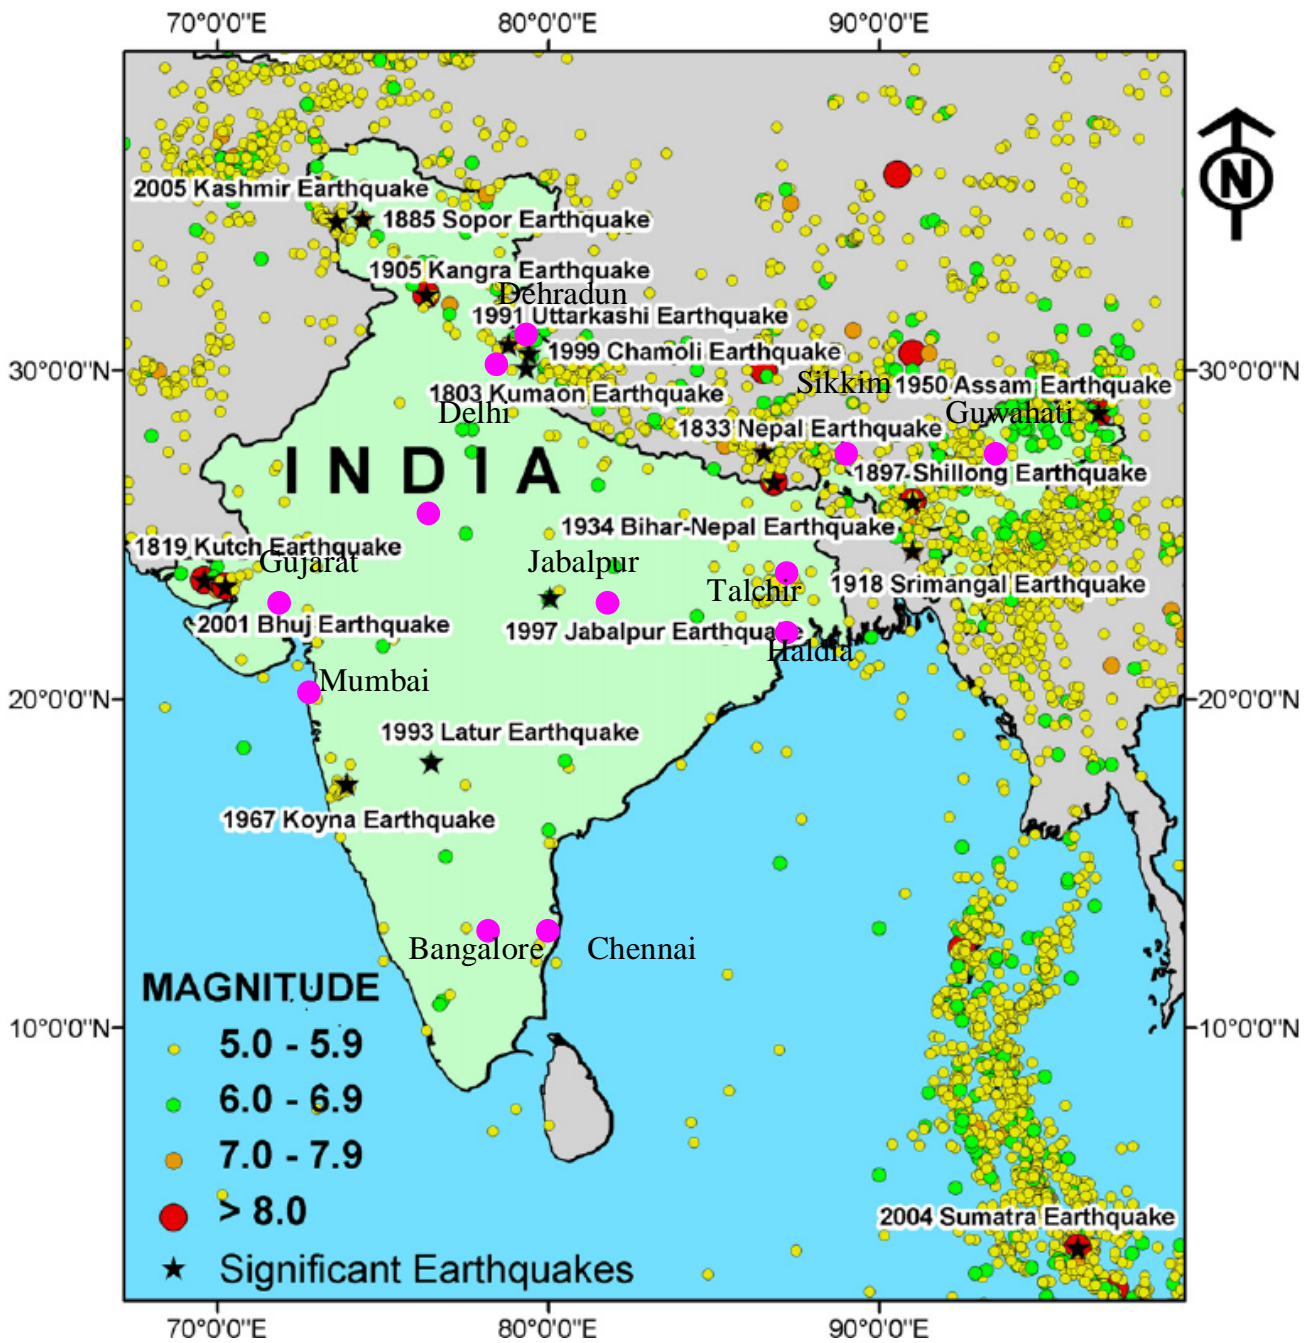 70°0'0"E
80°0'0"E
90°0'0"E
N
2005 Kashmir Earthquake
1885 Sopor Earthquake
1905 Kangra Earthquake
Dehradun
1991 Uttarkashi Earthquake
1999 Chamoli Earthquake
30°0'0"N
30°0'0"N
Sikkim
1950 Assam Earthquake
1803 Kumaon Earthquake
Delhi
Guwahati
1833 Nepal Earthquake
INDIA
1897 Shillong Earthquake
1934 Bihar-Nepal Earthquake
1819 Kutch Earthquake
Gujarat
Jabalpur
Talchir
1918 Srimangal Earthquake
2001 Bhuj Earthquake
1997 Jabalpur Earthquake
Haldia
Mumbai
20°0'0"N
20°0'0"N
1993 Latur Earthquake
1967 Koyna Earthquake
Bangalore
Chennai
MAGNITUDE
10°0'0"N
10°0'0"N
5.0 - 5.9
6.0 - 6.9
7.0 - 7.9
> 8.0
2004 Sumatra Earthquake
Significant Earthquakes
70°0'0"E
80°0'0"E
90°0'0"E